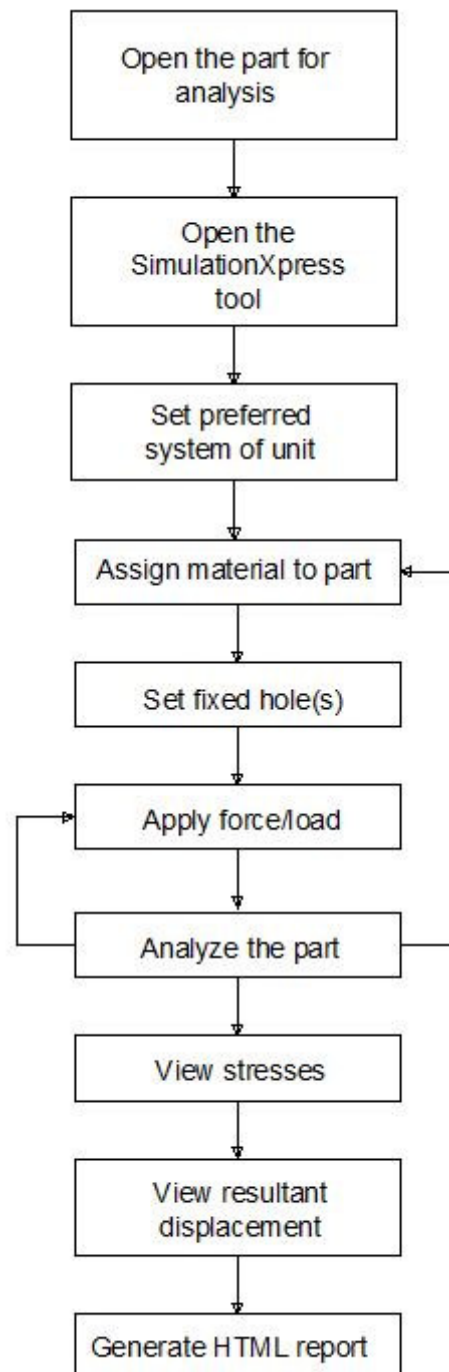 Open the part for
analysis
Open the
SimulationXpress
tool
Set preferred
system of unit
Assign material to part
Set fixed hole(s)
Apply force/load
Analyze the part
View stresses
View resultant
displacement
Generate HTML report